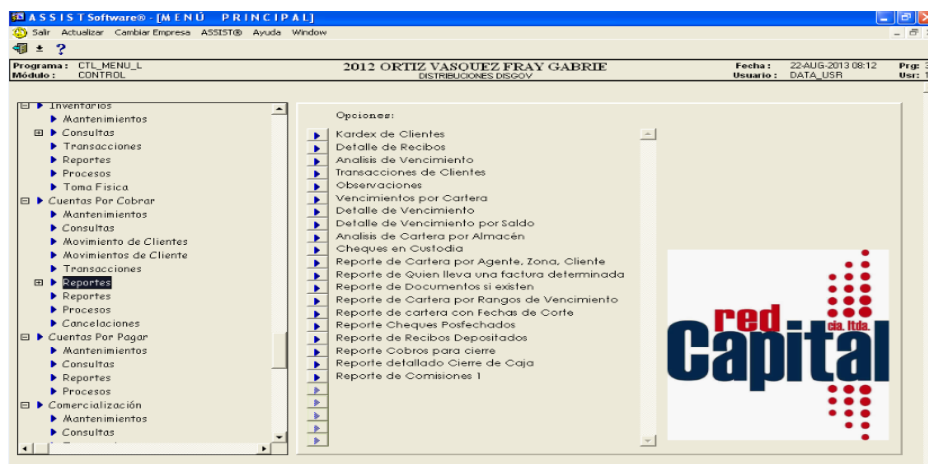 A S S I S T Software® - [M E N Ú P R I N C I P A L]
Salir Actualizar Cambiar Empresa ASSIST® Ayuda Window
Programa : CTL_MENU_L
Módulo : CONTROL
2012 ORTIZ VASQUEZ FRAY GABRIE
DISTRIBUCIONES DISGOV
Fecha : 22-AUG-2013 08:12
Usuario : DATA_USR
Prg:
Usr:
Inventarios
Mantenimientos
Consultas
Transacciones
Reportes
Procesos
Toma Fisica
Cuentas Por Cobrar
Mantenimientos
Consultas
Movimiento de Clientes
Movimientos de Cliente
Transacciones
Reportes
Reportes
Procesos
Cancelaciones
Cuentas Por Pagar
Mantenimientos
Consultas
Reportes
Procesos
Comercialización
Mantenimientos
Consultas
Opciones:
Kardex de Clientes
Detalle de Recibos
Analisis de Vencimiento
Transacciones de Clientes
Observaciones
Vencimientos por Cartera
Detalle de Vencimiento
Detalle de Vencimiento por Saldo
Analisis de Cartera por Almacén
Cheques en Custodia
Reporte de Cartera por Agente, Zona, Cliente
Reporte de Quien lleva una factura determinada
Reporte de Documentos si existen
Reporte de Cartera por Rangos de Vencimiento
Reporte de cartera con Fechas de Corte
Reporte Cheques Posfechados
Reporte de Recibos Depositados
Reporte Cobros para cierre
Reporte detallado Cierre de Caja
Reporte de Comisiones 1
red
cia. ltda.
Capital